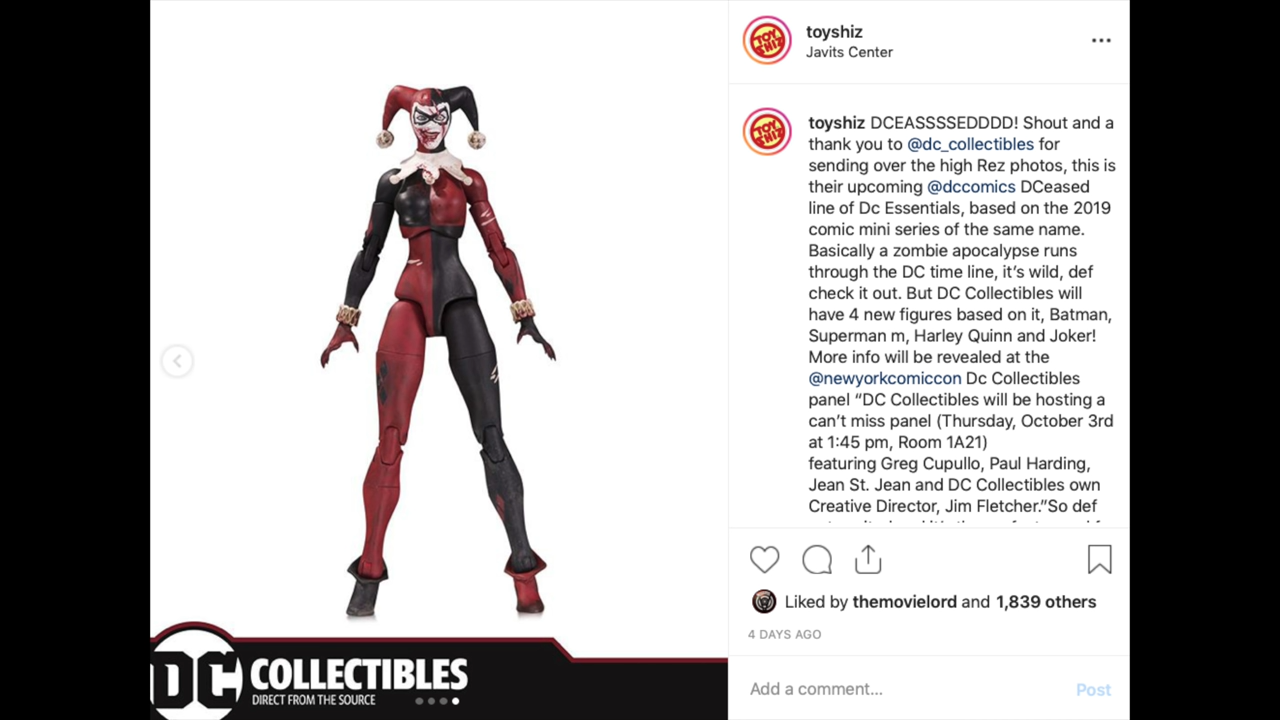 toyshiz
Javits Center
toyshiz DCEASSSSEDDDD! Shout and a
thank you to @dc_collectibles for
sending over the high Rez photos, this is
their upcoming @dccomics DCeased
line of Dc Essentials, based on the 2019
comic mini series of the same name.
Basically a zombie apocalypse runs
through the DC time line, it's wild, def
check it out. But DC Collectibles will
have 4 new figures based on it, Batman,
Superman m, Harley Quinn and Joker!
More info will be revealed at the
@newyorkcomiccon Dc Collectibles
panel “DC Collectibles will be hosting a
can't miss panel (Thursday, October 3rd
at 1:45 pm, Room 1A21)
featuring Greg Cupullo, Paul Harding,
Jean St. Jean and DC Collectibles own
Creative Director, Jim Fletcher.”So def
Liked by themovielord and 1,839 others
4 DAYS AGO
Add a comment... Post
DC COLLECTIBLES
DIRECT FROM THE SOURCE
TOY SHIZ
TOY SHIZ